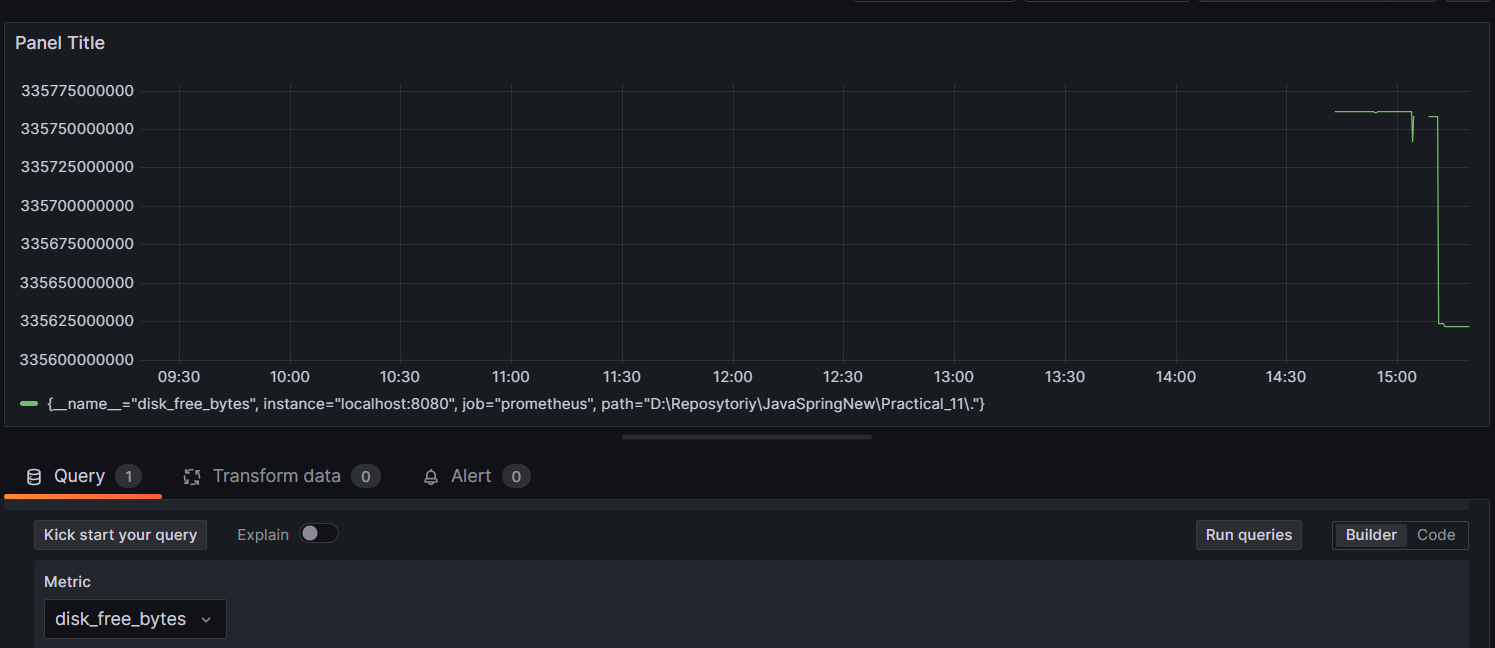 Panel Title
335775000000
335750000000
335725000000
335700000000
335675000000
335650000000
335625000000
335600000000
09:30 10:00 10:30 11:00 11:30 12:00 12:30 13:00 13:30 14:00 14:30 15:00
{__name__="disk_free_bytes", instance="localhost:8080", job="prometheus", path="D:\Reposytoriy\JavaSpringNew\Practical_11\."}
Query 1 Transform data 0 Alert 0
Kick start your query Explain Run queries Builder Code
Metric
disk_free_bytes